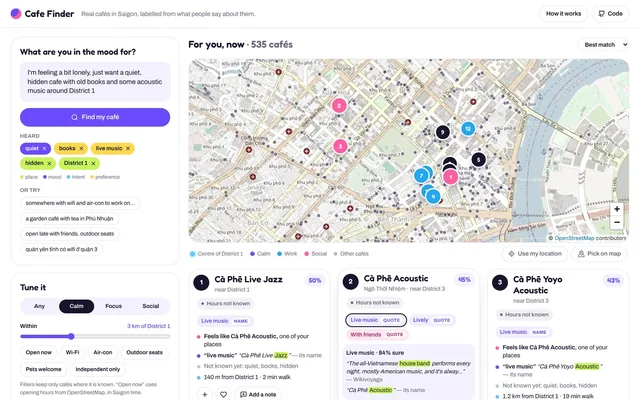 Cafe Finder
Real cafés in Saigon, labelled from what people say about them.
How it works
Code
What are you in the mood for?
I'm feeling a bit lonely, just want a quiet,
hidden cafe with old books and some acoustic
music around District 1
Find my café
HEARD
quiet ×
books ×
live music ×
hidden ×
District 1 ×
place
mood
intent
preference
OR TRY
somewhere with wifi and air-con to work on...
a garden café with tea in Phú Nhuận
open late with friends, outdoor seats
quán yên tĩnh có wifi ở quận 3
Tune it
Any
Calm
Focus
Social
Within
3 km of District 1
Open now
Wi-Fi
Air-con
Outdoor seats
Pets welcome
Independent only
Filters keep only cafés where it is known. "Open now" uses
opening hours from OpenStreetMap, in Saigon time.
For you, now · 535 cafés
Best match
2
3
9
12
5
7
1
6
+
−
© OpenStreetMap contributors
Centre of District 1
Calm
Work
Social
Other cafés
Use my location
Pick on map
1
Cà Phê Live Jazz
50%
near District 1
Hours not known
Live music NAME
Feels like Cà Phê Acoustic, one of your
places
"live music" "Cà Phê Live Jazz" — its name
Not known yet: quiet, books, hidden
140 m from District 1 · 2 min walk
Add a note
2
Cà Phê Acoustic
45%
Ngô Thời Nhiệm · near District 3
Hours not known
Live music QUOTE
Lively QUOTE
With friends QUOTE
Live music · 84% sure
"The all-Vietnamese house band performs every
night, mostly American music, and it's alway..."
— Wikivoyage
"Cà Phê Acoustic" — its name
3
Cà Phê Yoyo
Acoustic
43%
near District 3
Hours not known
Live music NAME
Feels like Cà Phê Acoustic, one of your
places
"live music" "Cà Phê Yoyo Acoustic"
— its name
Not known yet: quiet, books, hidden
1.2 km from District 1 · 19 min walk